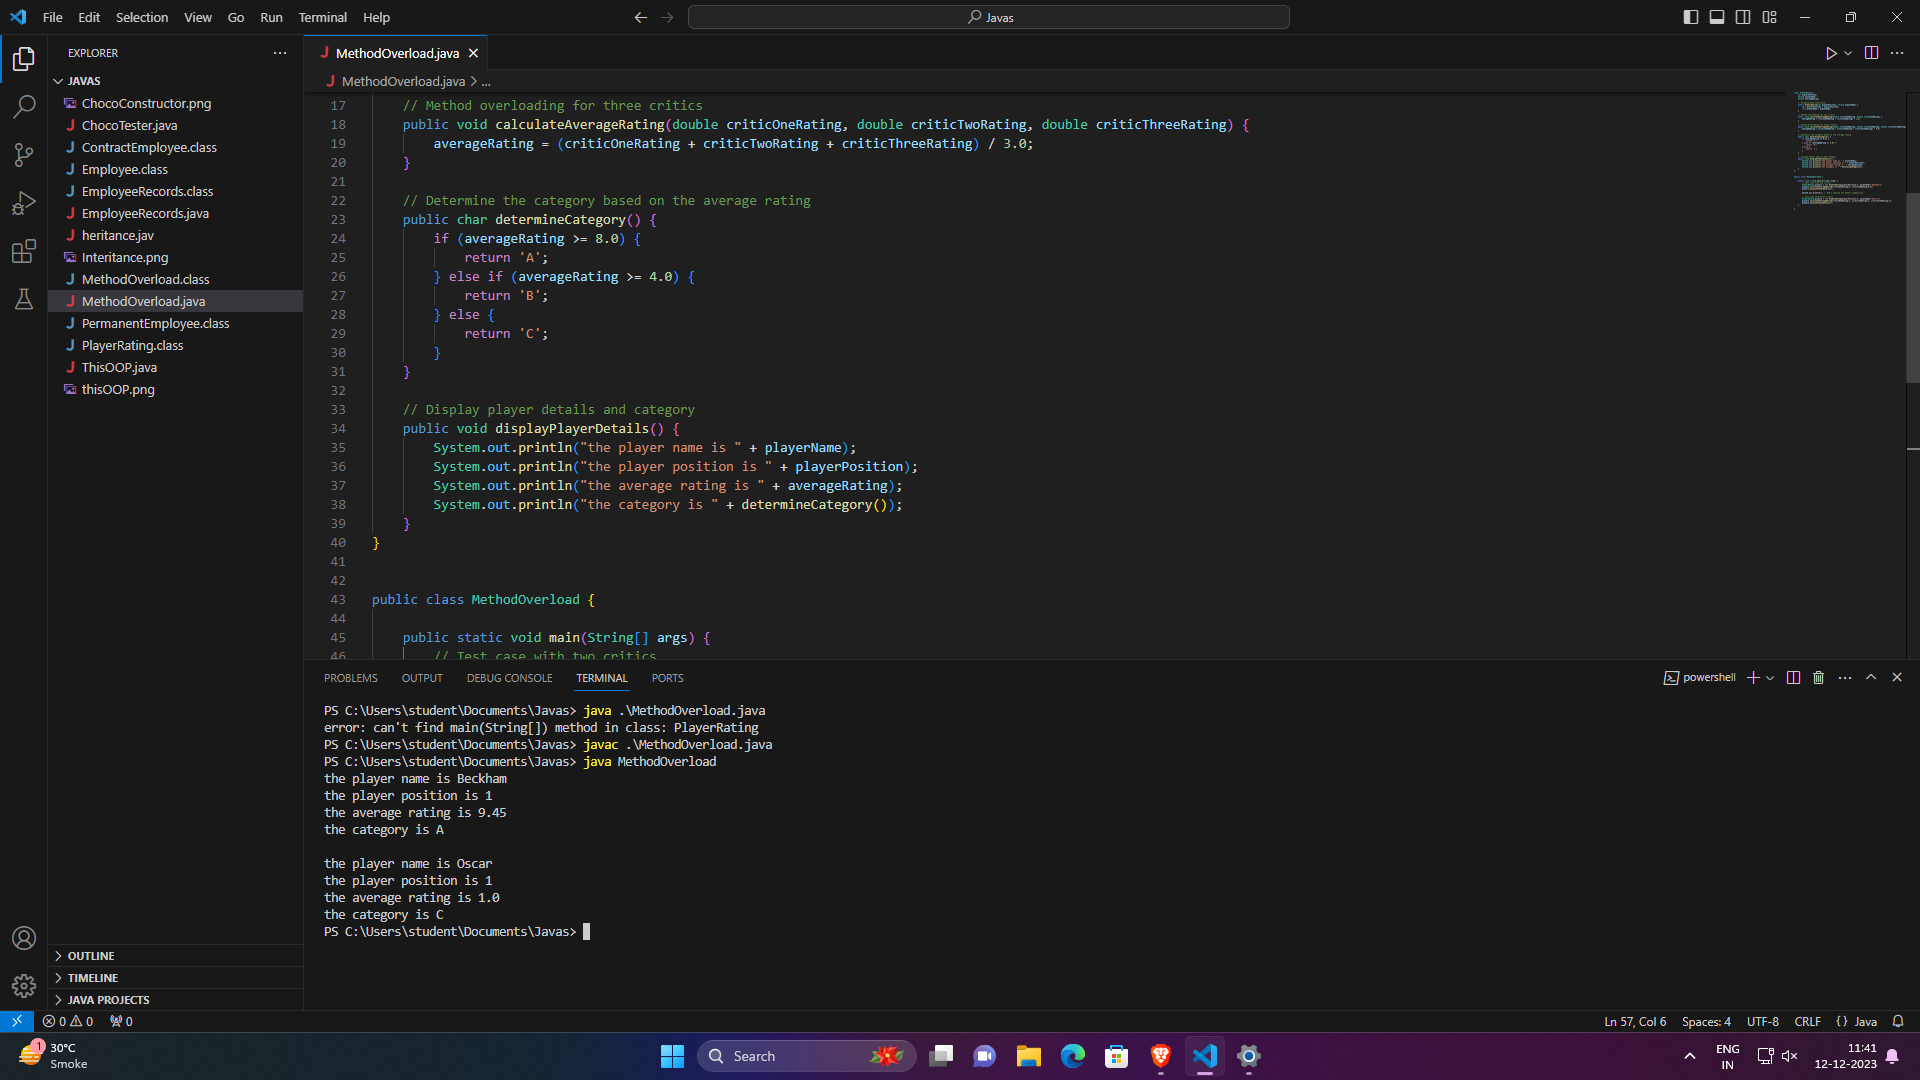 File Edit Selection View Go Run Terminal Help
Javas
EXPLORER
JAVAS
ChocoConstructor.png
ChocoTester.java
ContractEmployee.class
Employee.class
EmployeeRecords.class
EmployeeRecords.java
heritance.jav
Interitance.png
MethodOverload.class
MethodOverload.java
PermanentEmployee.class
PlayerRating.class
ThisOOP.java
thisOOP.png
OUTLINE
TIMELINE
JAVA PROJECTS
MethodOverload.java
MethodOverload.java > ...
17 // Method overloading for three critics
18 public void calculateAverageRating(double criticOneRating, double criticTwoRating, double criticThreeRating) {
19 averageRating = (criticOneRating + criticTwoRating + criticThreeRating) / 3.0;
20 }
21
22 // Determine the category based on the average rating
23 public char determineCategory() {
24 if (averageRating >= 8.0) {
25 return 'A';
26 } else if (averageRating >= 4.0) {
27 return 'B';
28 } else {
29 return 'C';
30 }
31 }
32
33 // Display player details and category
34 public void displayPlayerDetails() {
35 System.out.println("the player name is " + playerName);
36 System.out.println("the player position is " + playerPosition);
37 System.out.println("the average rating is " + averageRating);
38 System.out.println("the category is " + determineCategory());
39 }
40 }
41
42
43 public class MethodOverload {
44
45 public static void main(String[] args) {
46 // Test case with two critics
PROBLEMS OUTPUT DEBUG CONSOLE TERMINAL PORTS
powershell
PS C:\Users\student\Documents\Javas> java .\MethodOverload.java
error: can't find main(String[]) method in class: PlayerRating
PS C:\Users\student\Documents\Javas> javac .\MethodOverload.java
PS C:\Users\student\Documents\Javas> java MethodOverload
the player name is Beckham
the player position is 1
the average rating is 9.45
the category is A
the player name is Oscar
the player position is 1
the average rating is 1.0
the category is C
PS C:\Users\student\Documents\Javas>
0 0 0
Ln 57, Col 6 Spaces: 4 UTF-8 CRLF {} Java
1
30°C
Smoke
Search
ENG
IN
11:41
12-12-2023